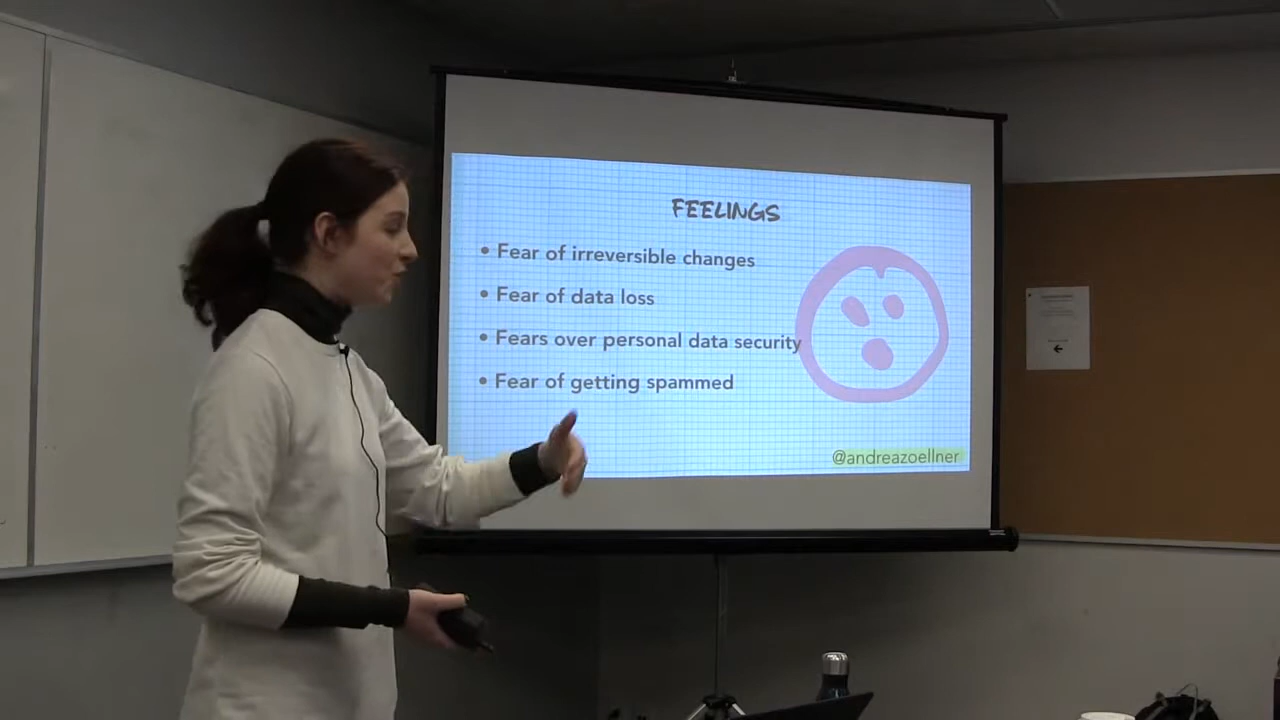 FEELINGS
• Fear of irreversible changes
• Fear of data loss
• Fears over personal data security
• Fear of getting spammed
@andreazoellner